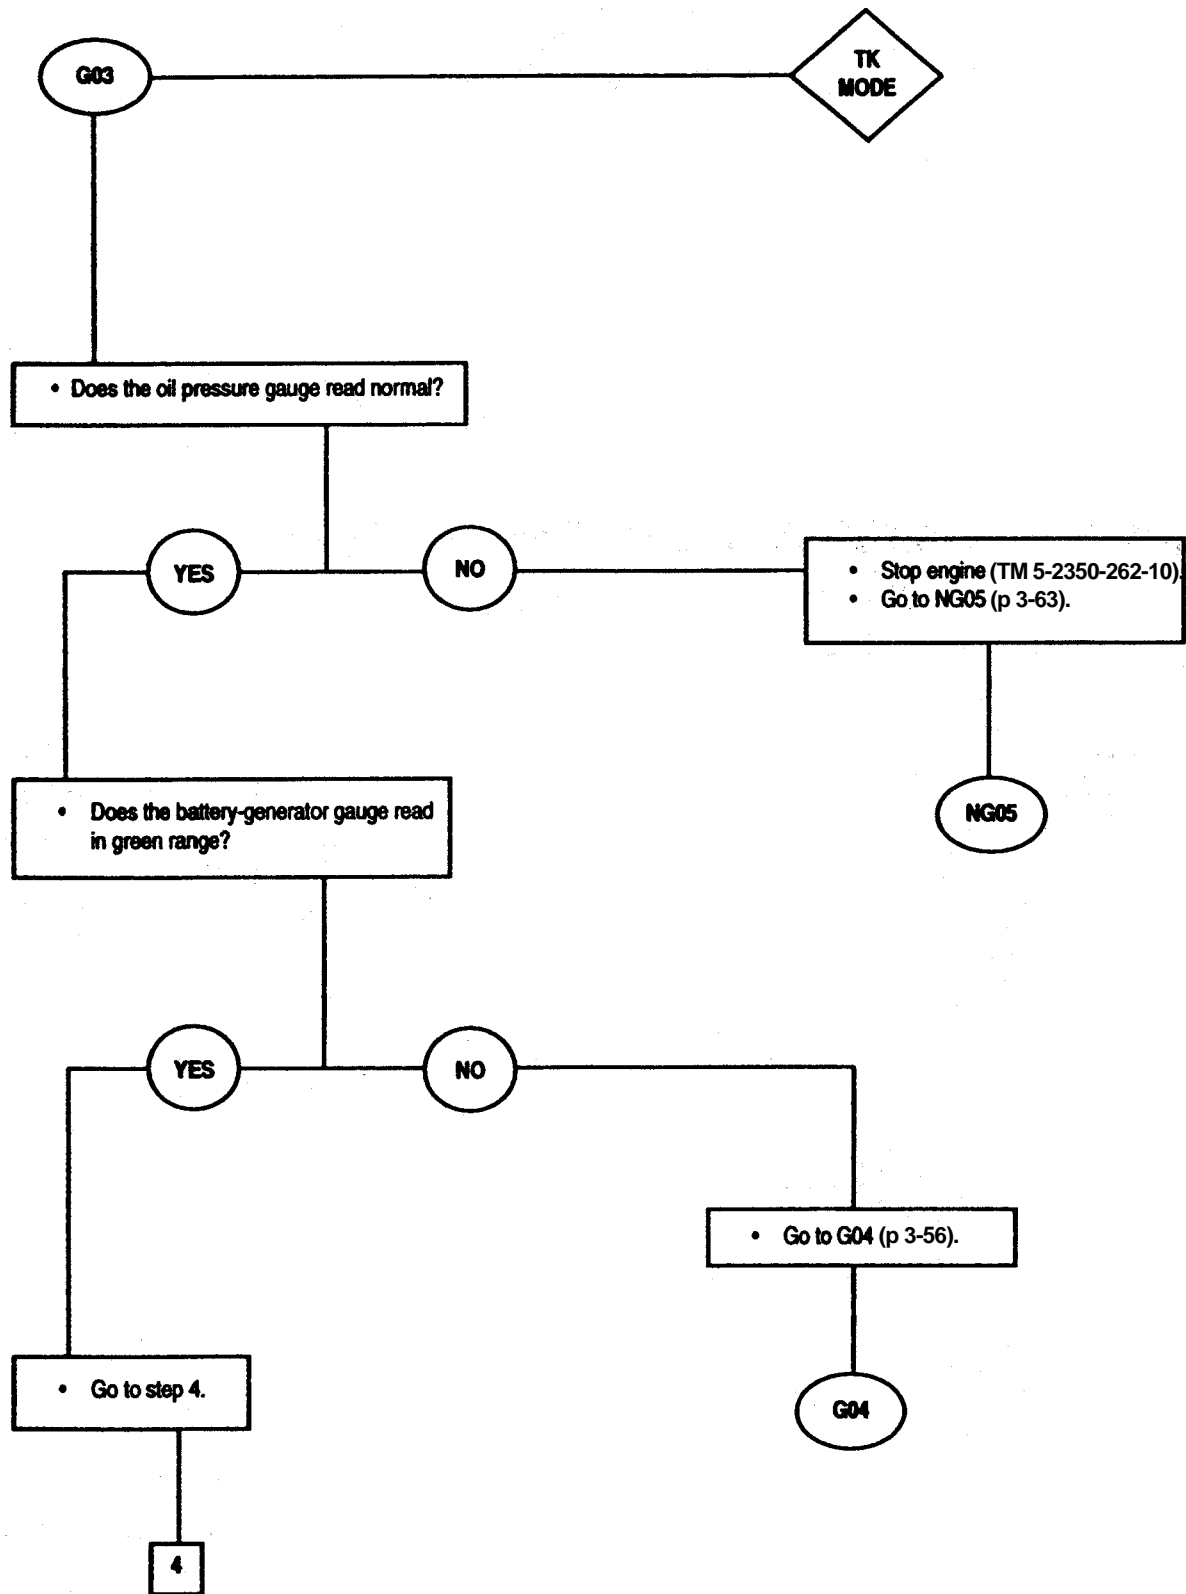 G03
TK
MODE
• Does the oil pressure gauge read normal?
YES
NO
• Stop engine (TM 5-2350-262-10).
• Go to NG05 (p 3-63).
• Does the battery-generator gauge read
in green range?
NG05
YES
NO
• Go to G04 (p 3-56).
• Go to step 4.
G04
4